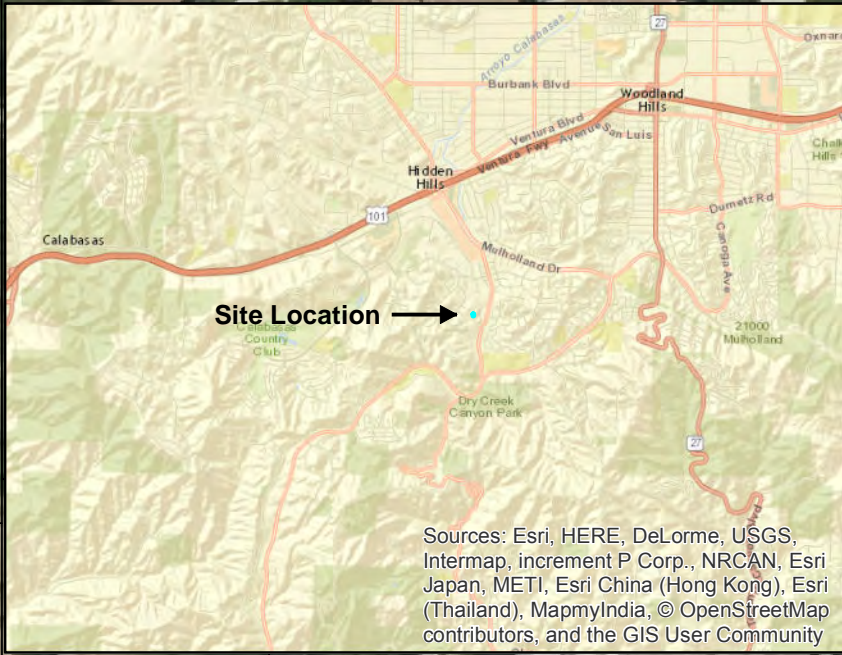 27
Oxnard
Arroyo Calabasas
Burbank Blvd
Woodland
Hills
Ventura Blvd
Ventura Fwy
Avenue San Luis
Chalk
Hills
Hidden
Hills
101
Dumetz Rd
Canoga Ave
Mulholland Dr
Calabasas
Site Location
Calabasas
Country
Club
21000
Mulholland
Dry Creek
Canyon Park
27
Sources: Esri, HERE, DeLorme, USGS,
Intermap, increment P Corp., NRCAN, Esri
Japan, METI, Esri China (Hong Kong), Esri
(Thailand), MapmyIndia, © OpenStreetMap
contributors, and the GIS User Community